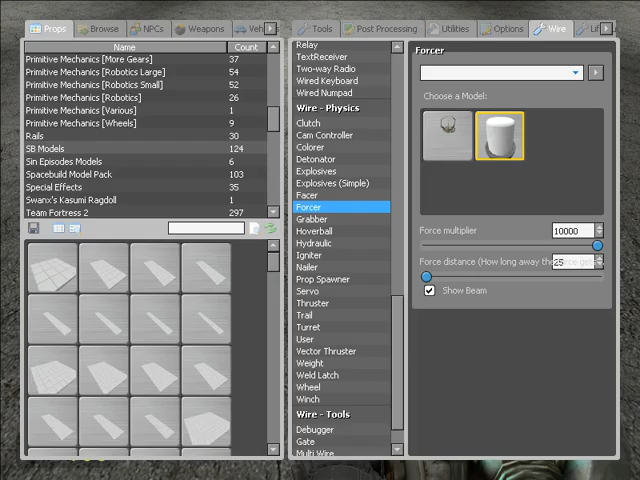 Props
Browse
NPCs
Weapons
Tools
Post Processing
Utilities
Options
Wire
Name Count
Primitive Mechanics [More Gears] 37
Primitive Mechanics [Robotics Large] 54
Primitive Mechanics [Robotics Small] 52
Primitive Mechanics [Robotics] 26
Primitive Mechanics [Various] 1
Primitive Mechanics [Wheels] 9
Rails 30
SB Models 124
Sin Episodes Models 6
Spacebuild Model Pack 103
Special Effects 35
Swanx's Kasumi Ragdoll 1
Team Fortress 2 297
Relay
TextReceiver
Two-way Radio
Wired Keyboard
Wired Numpad
Wire - Physics
Clutch
Cam Controller
Colorer
Detonator
Explosives
Explosives (Simple)
Facer
Forcer
Grabber
Hoverball
Hydraulic
Igniter
Nailer
Prop Spawner
Servo
Thruster
Trail
Turret
User
Vector Thruster
Weight
Weld Latch
Wheel
Winch
Wire - Tools
Debugger
Gate
Multi Wire
Forcer
Choose a Model:
Force multiplier 10000
Force distance (How long away the force 25
Show Beam